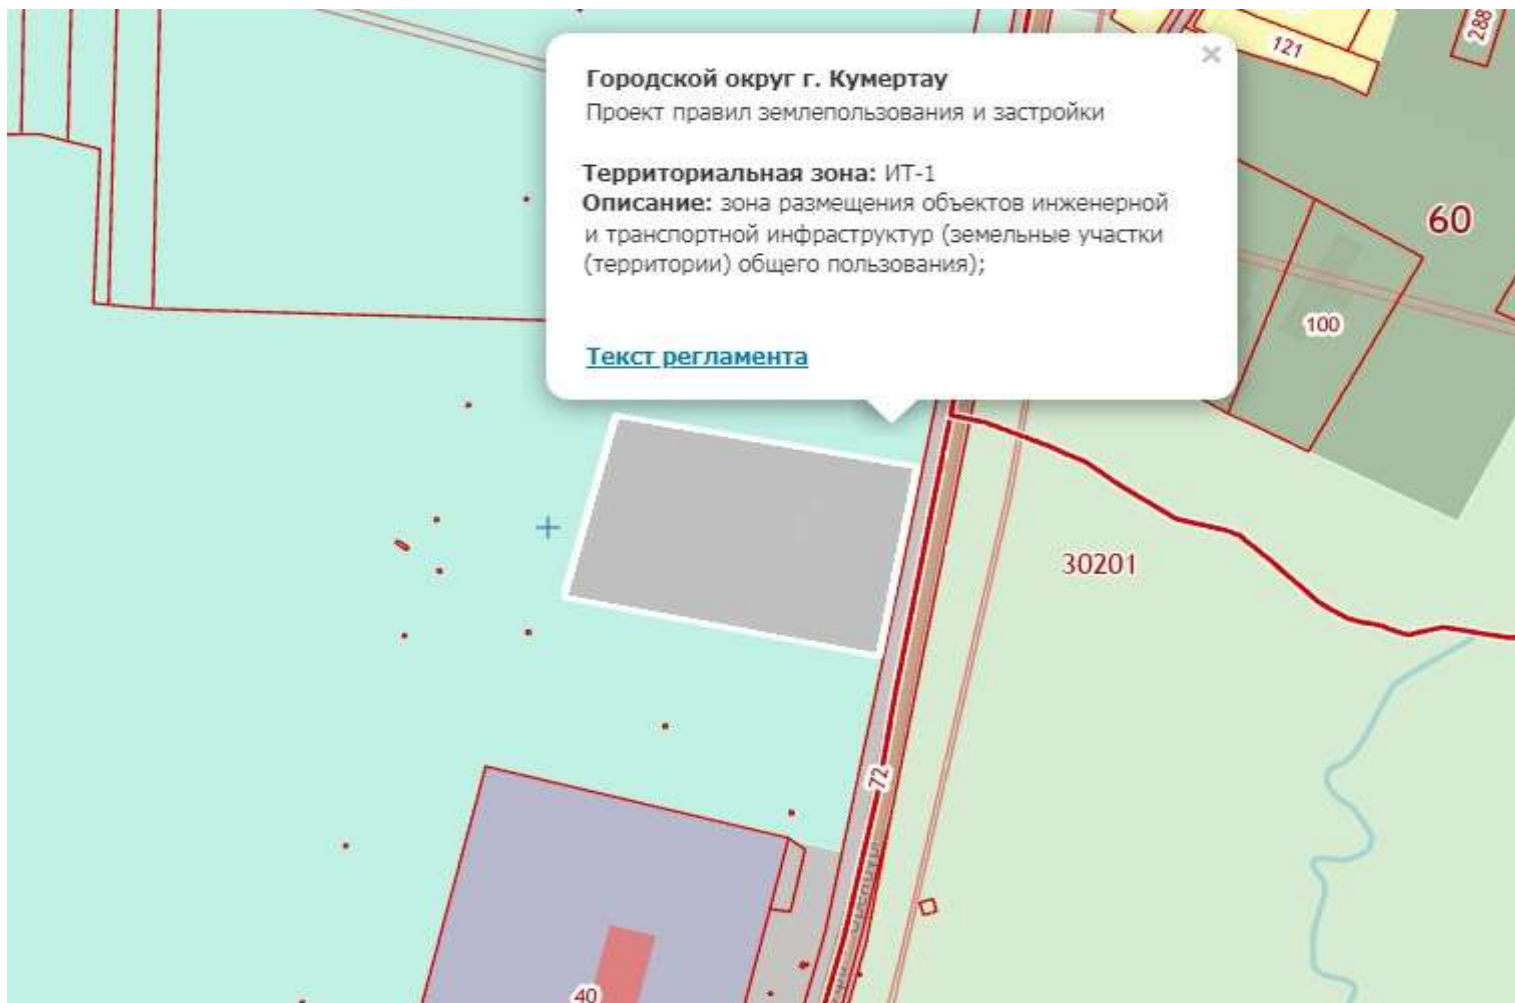 Городской округ г. Кумертау
Проект правил землепользования и застройки
Территориальная зона: ИТ-1
Описание: зона размещения объектов инженерной
и транспортной инфраструктур (земельные участки
(территории) общего пользования);
Текст регламента
121
288
60
100
30201
72
40